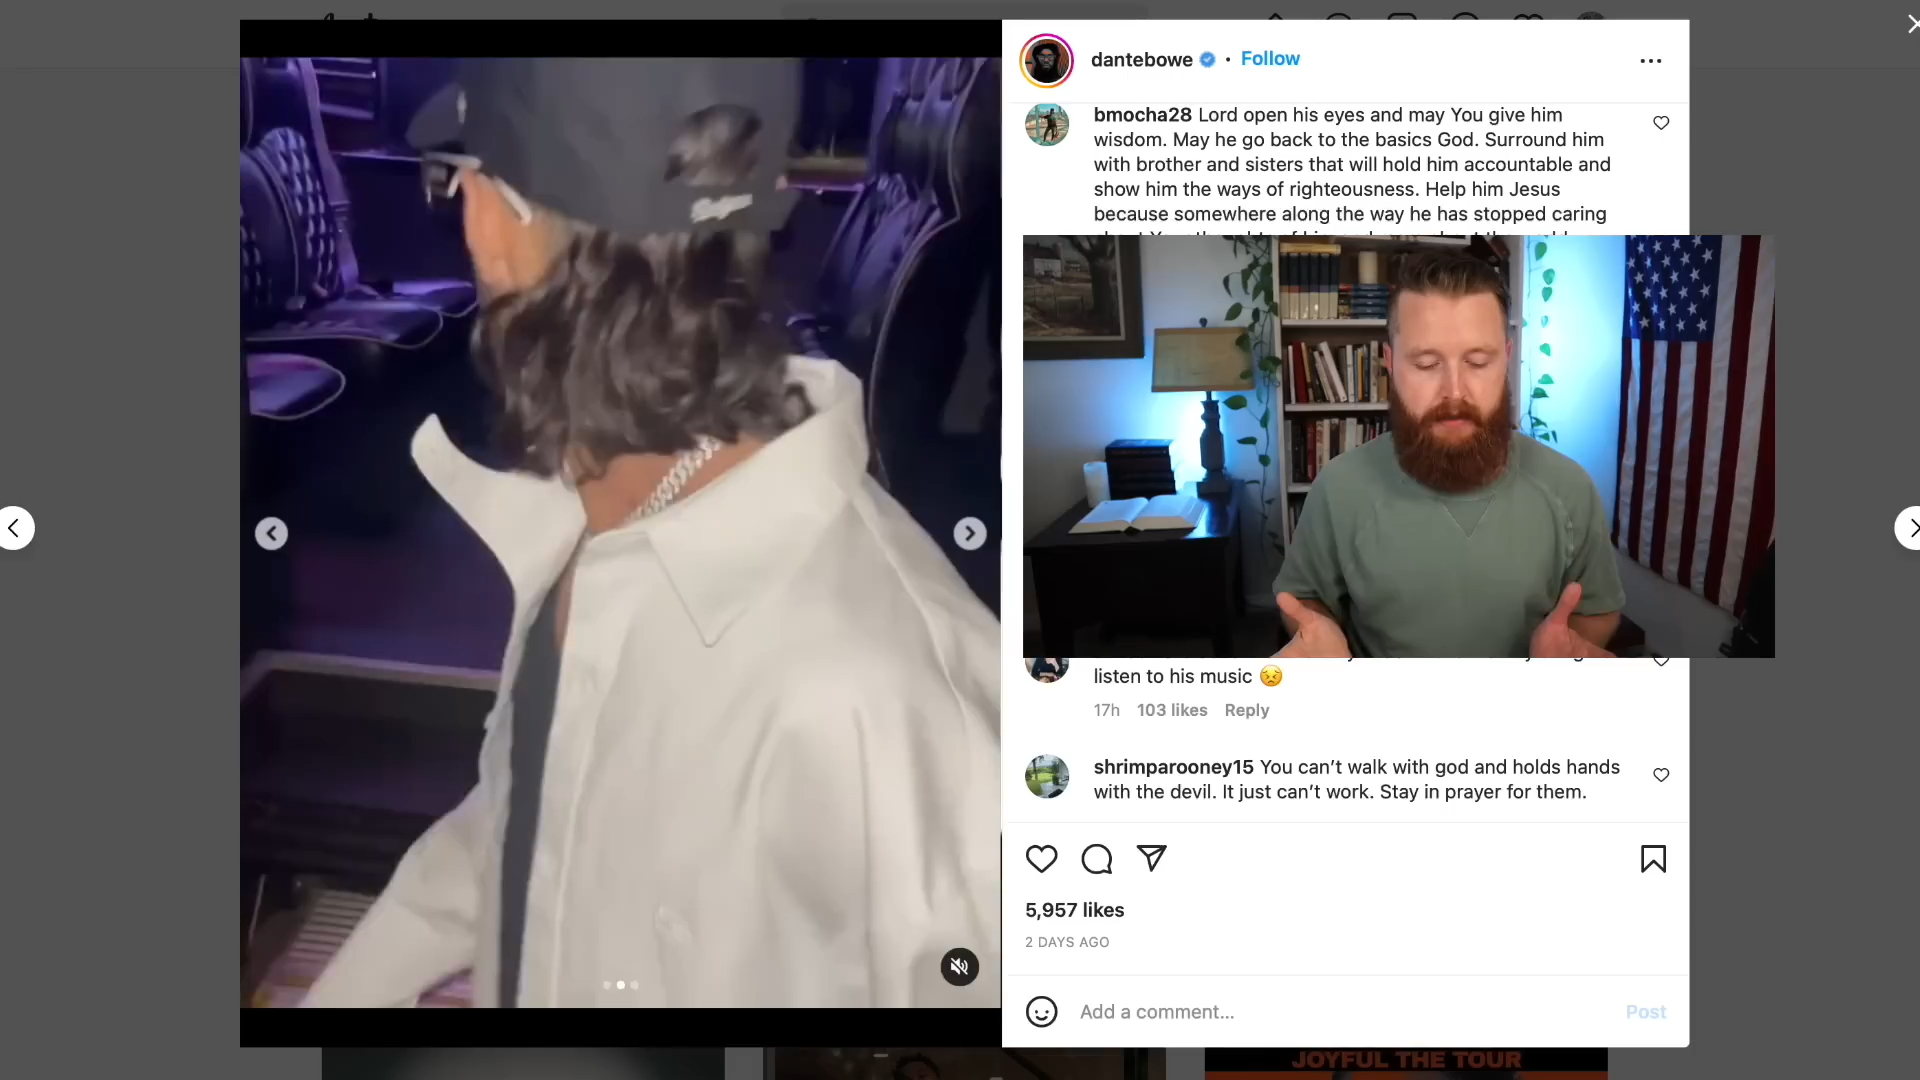 dantebowe • Follow
bmocha28 Lord open his eyes and may You give him
wisdom. May he go back to the basics God. Surround him
with brother and sisters that will hold him accountable and
show him the ways of righteousness. Help him Jesus
because somewhere along the way he has stopped caring
listen to his music 😣
17h 103 likes Reply
shrimparooney15 You can’t walk with god and holds hands
with the devil. It just can’t work. Stay in prayer for them.
5,957 likes
2 DAYS AGO
Add a comment...
Post
JOYFUL THE TOUR